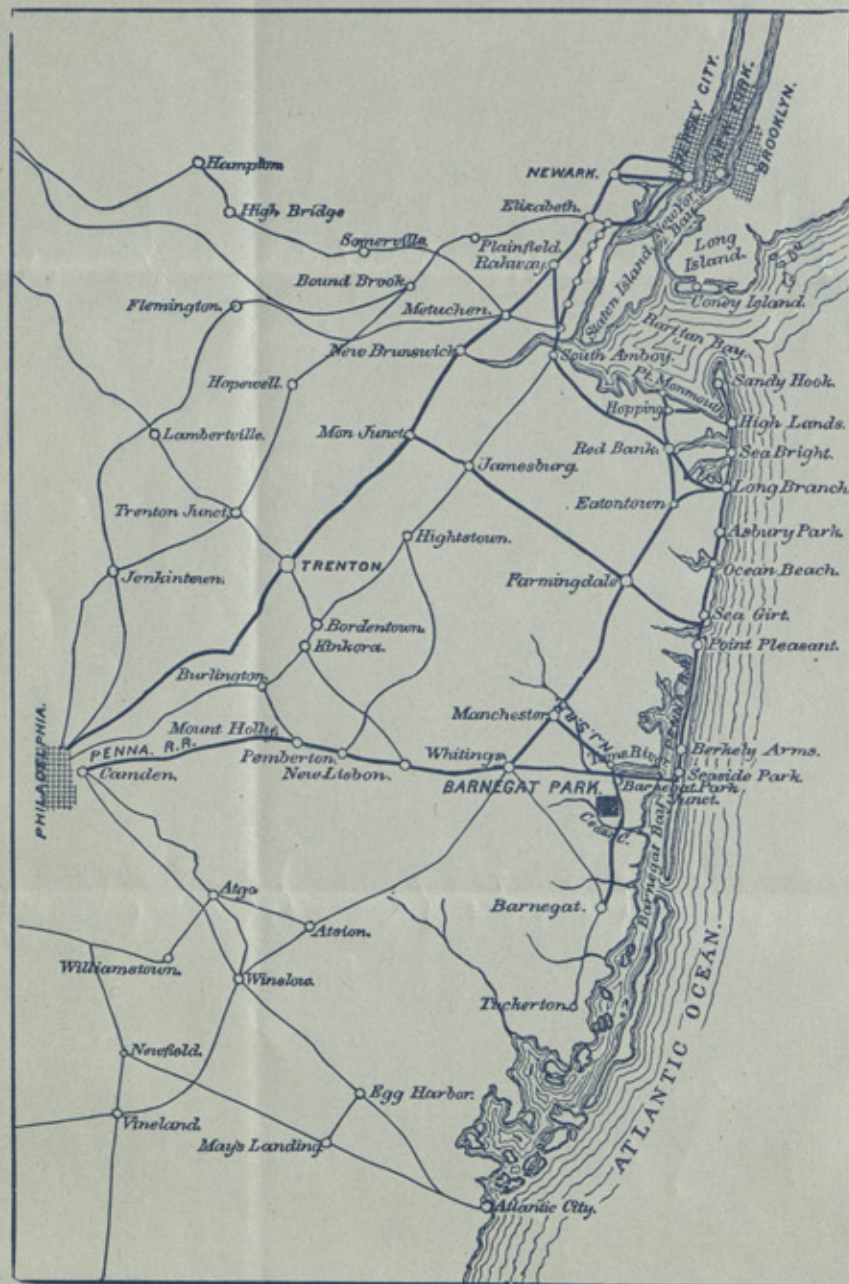 JERSEY CITY.
NEW YORK.
BROOKLYN.
Hampton
NEWARK.
High Bridge
Elizabeth.
New York Bay
Somerville.
Plainfield.
Long Island.
Rahway
Bound Brook
Staten Island
Coney Island.
Flemington.
Metuchen.
Raritan Bay.
New Brunswick
South Amboy.
Hopewell.
Pt. Monmouth
Sandy Hook.
Hopping
High Lands.
Lambertville.
Mon Junct.
Red Bank.
Sea Bright.
Jamesburg.
Long Branch.
Eatontown
Trenton Junct.
Hightstown.
Asbury Park.
TRENTON
Jenkintown.
Farmingdale
Ocean Beach.
Bordentown.
Sea Girt.
Kinkora.
Point Pleasant.
Burlington.
Manchester
N.J.S.R.R.
PENNA R.R.
PHILADELPHIA.
Mount Holly.
PENNA. R.R.
Pemberton.
Whitings
Toms River
Berkely Arms.
Camden.
New Lisbon.
Seaside Park.
BARNEGAT PARK.
Barnegat Park
Junct.
Cedar C.
Barnegat Bay
Atgo
Barnegat.
Atsion.
Williamstown.
Winslow.
Tuckerton.
ATLANTIC OCEAN.
Newfield.
Egg Harbor.
Vineland.
May's Landing
Atlantic City.